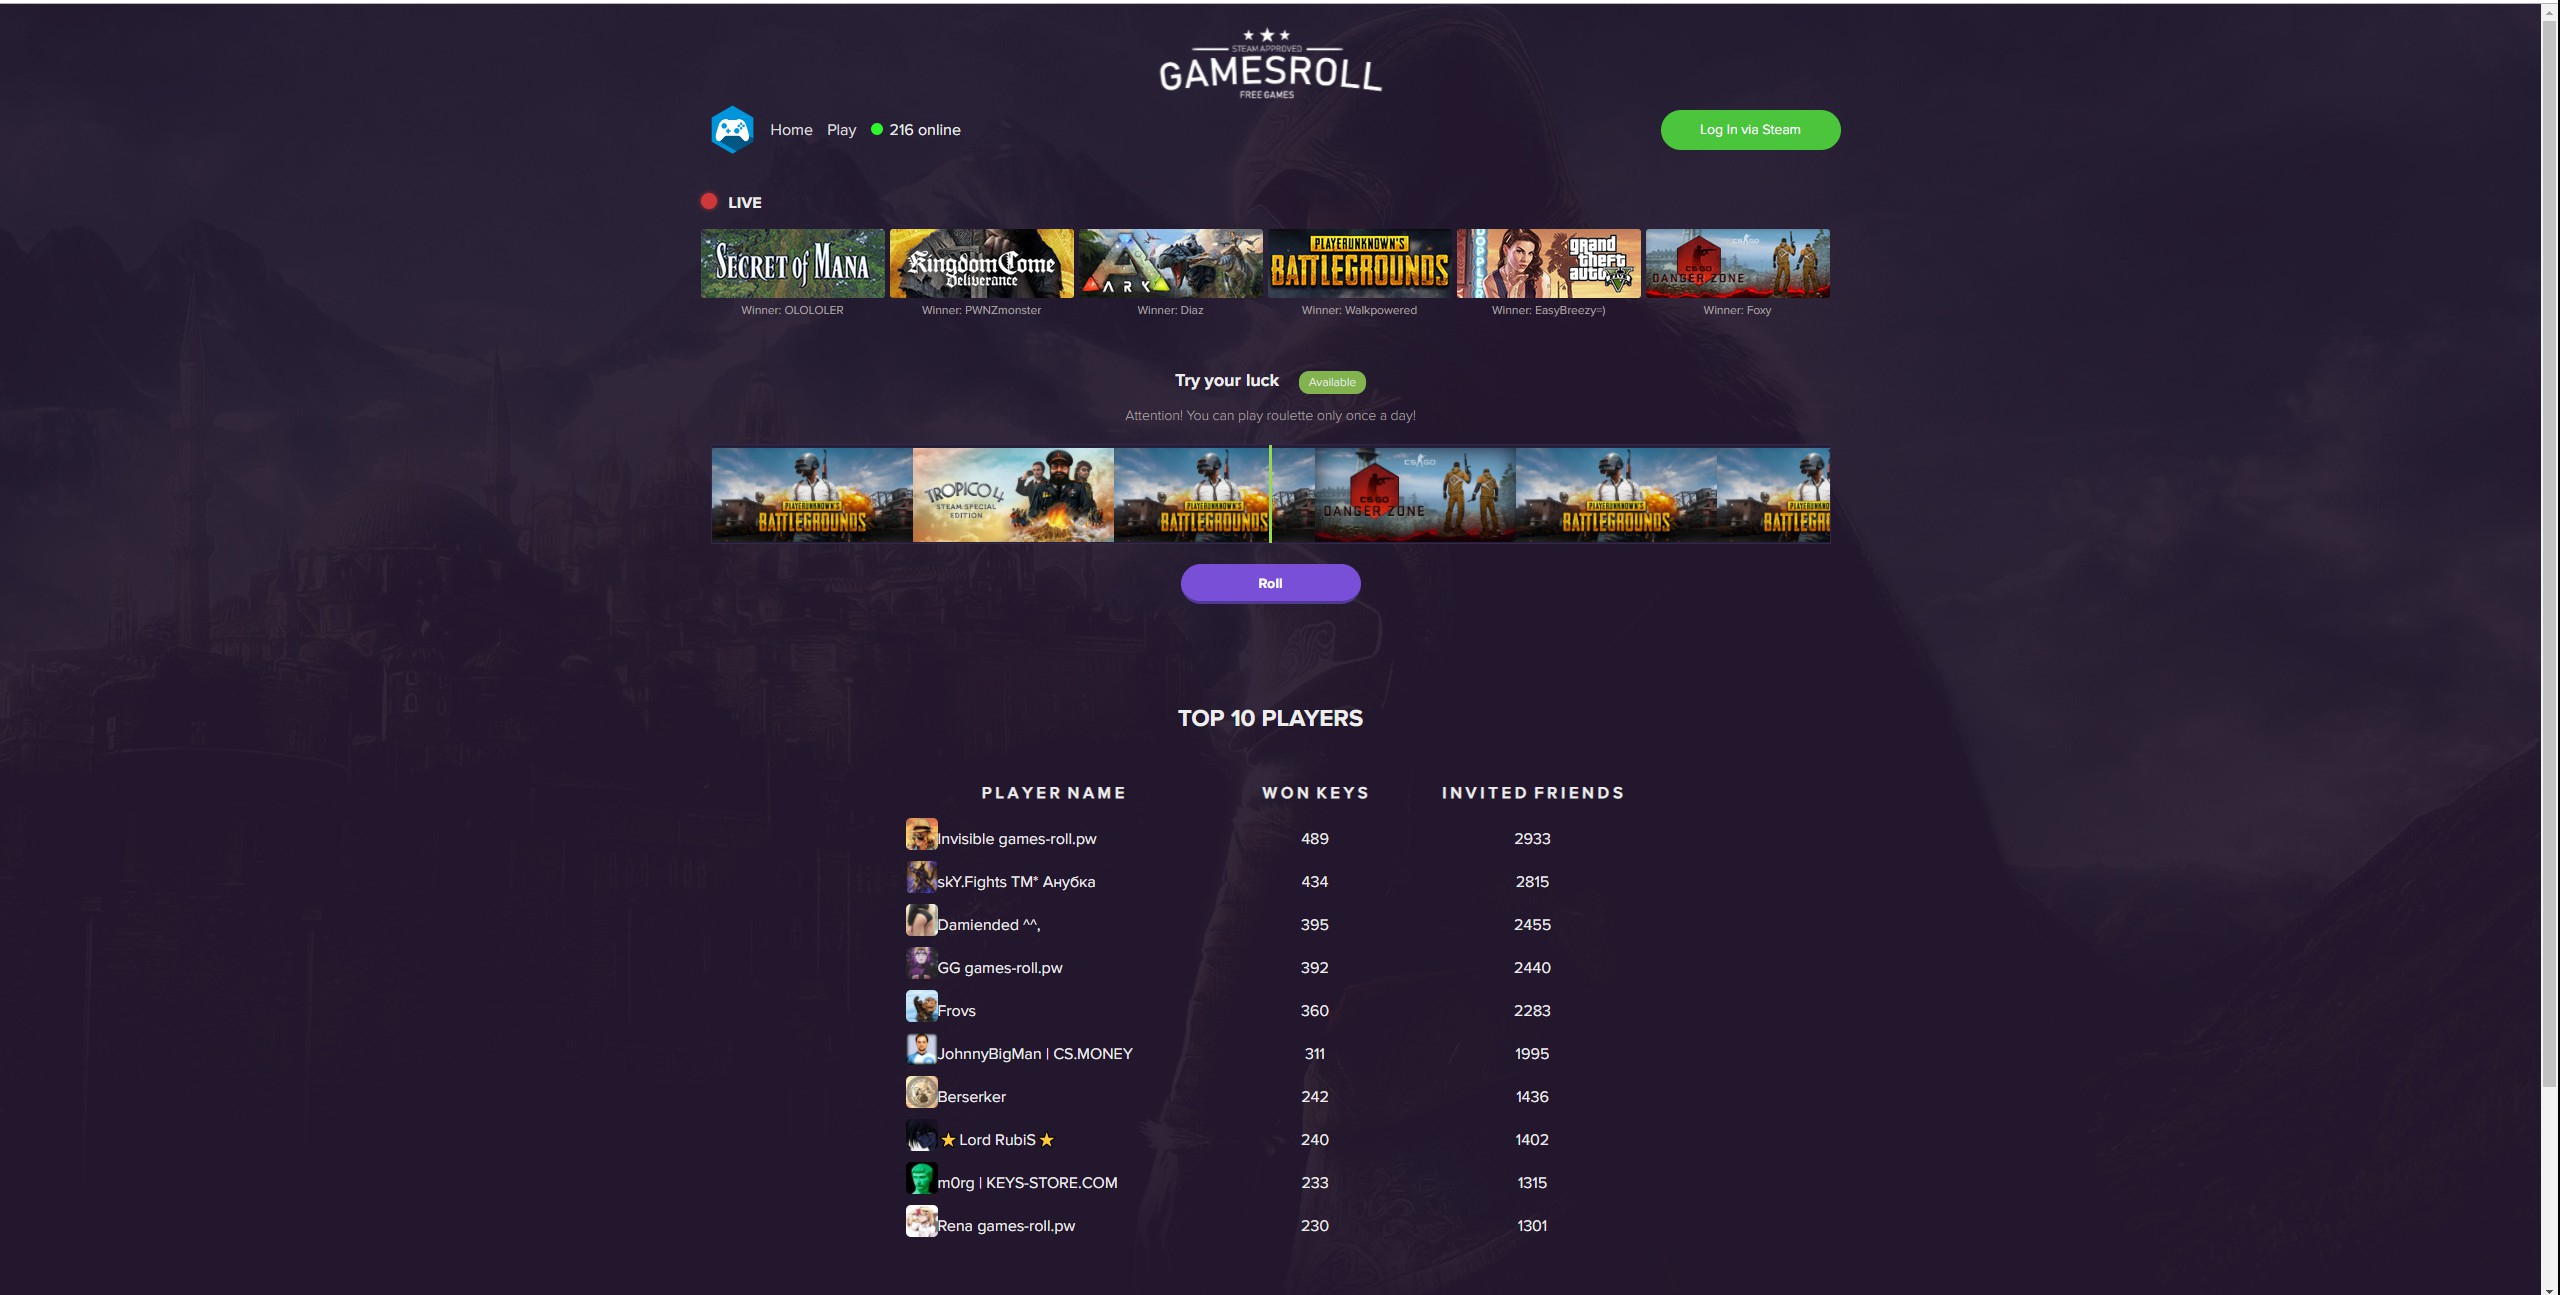 STEAM APPROVED
GAMESROLL
FREE GAMES
Home Play 216 online
Log In via Steam
LIVE
SECRET of MANA
Kingdom Come
Deliverance
ARK
PLAYERUNKNOWN'S
BATTLEGROUNDS
grand
theft
auto
V
CS:GO
CS:GO
DANGER ZONE
Winner: OLOLOLER
Winner: PWNZmonster
Winner: Diaz
Winner: Walkpowered
Winner: EasyBreezy=)
Winner: Foxy
Try your luck Available
Attention! You can play roulette only once a day!
PLAYERUNKNOWN'S
BATTLEGROUNDS
TROPICO 4
STEAM SPECIAL
EDITION
PLAYERUNKNOWN'S
BATTLEGROUNDS
CS:GO
CS:GO
DANGER ZONE
PLAYERUNKNOWN'S
BATTLEGROUNDS
PLAYERUNKN
BATTLEGR
Roll
TOP 10 PLAYERS
PLAYER NAME WON KEYS INVITED FRIENDS
Invisible games-roll.pw 489 2933
skY.Fights TM* Анубка 434 2815
Damiended ^^, 395 2455
GG games-roll.pw 392 2440
Frovs 360 2283
JohnnyBigMan | CS.MONEY 311 1995
Berserker 242 1436
⭐ Lord RubiS ⭐ 240 1402
m0rg | KEYS-STORE.COM 233 1315
Rena games-roll.pw 230 1301